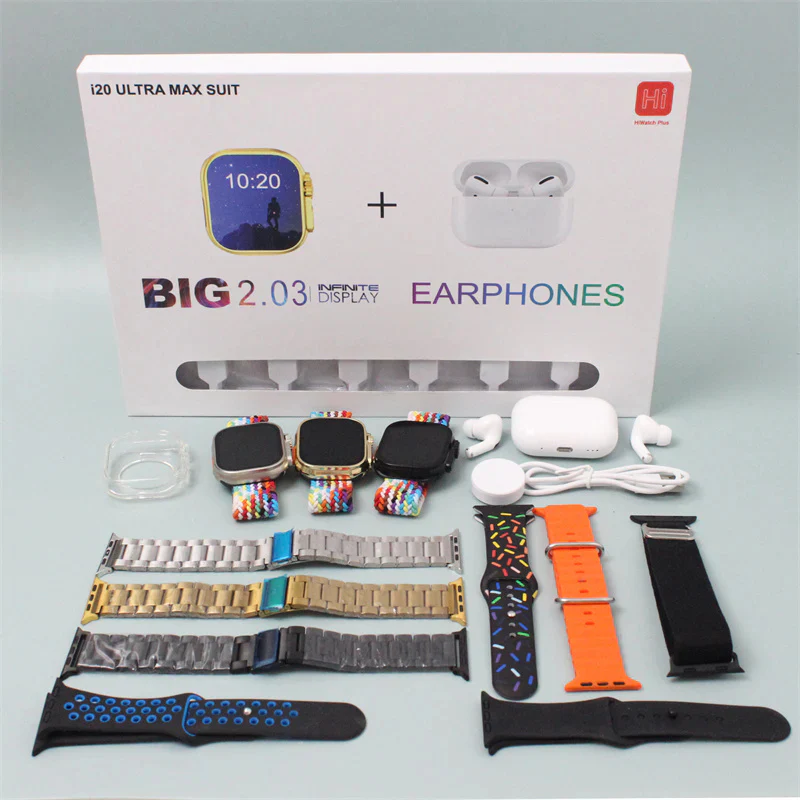 i20 ULTRA MAX SUIT
Hi
HiWatch Plus
10:20
+
BIG 2.03 INFINITE DISPLAY
EARPHONES